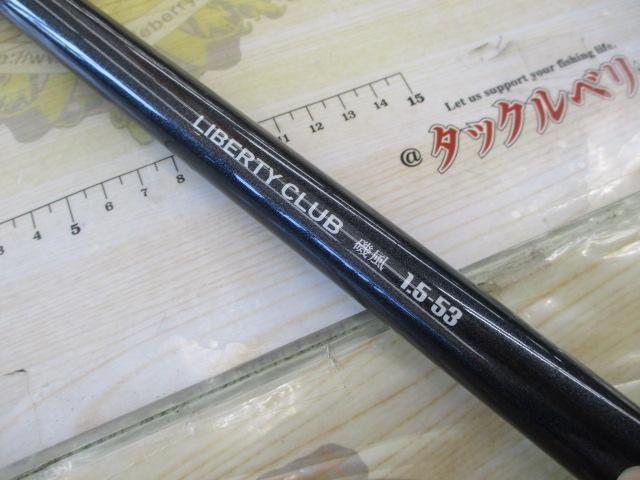 Let us support your fishing life.
@タックルベリー
3 4 5 6 7 8 11 12 13 14 15
LIBERTY CLUB 磯風 1.5-53